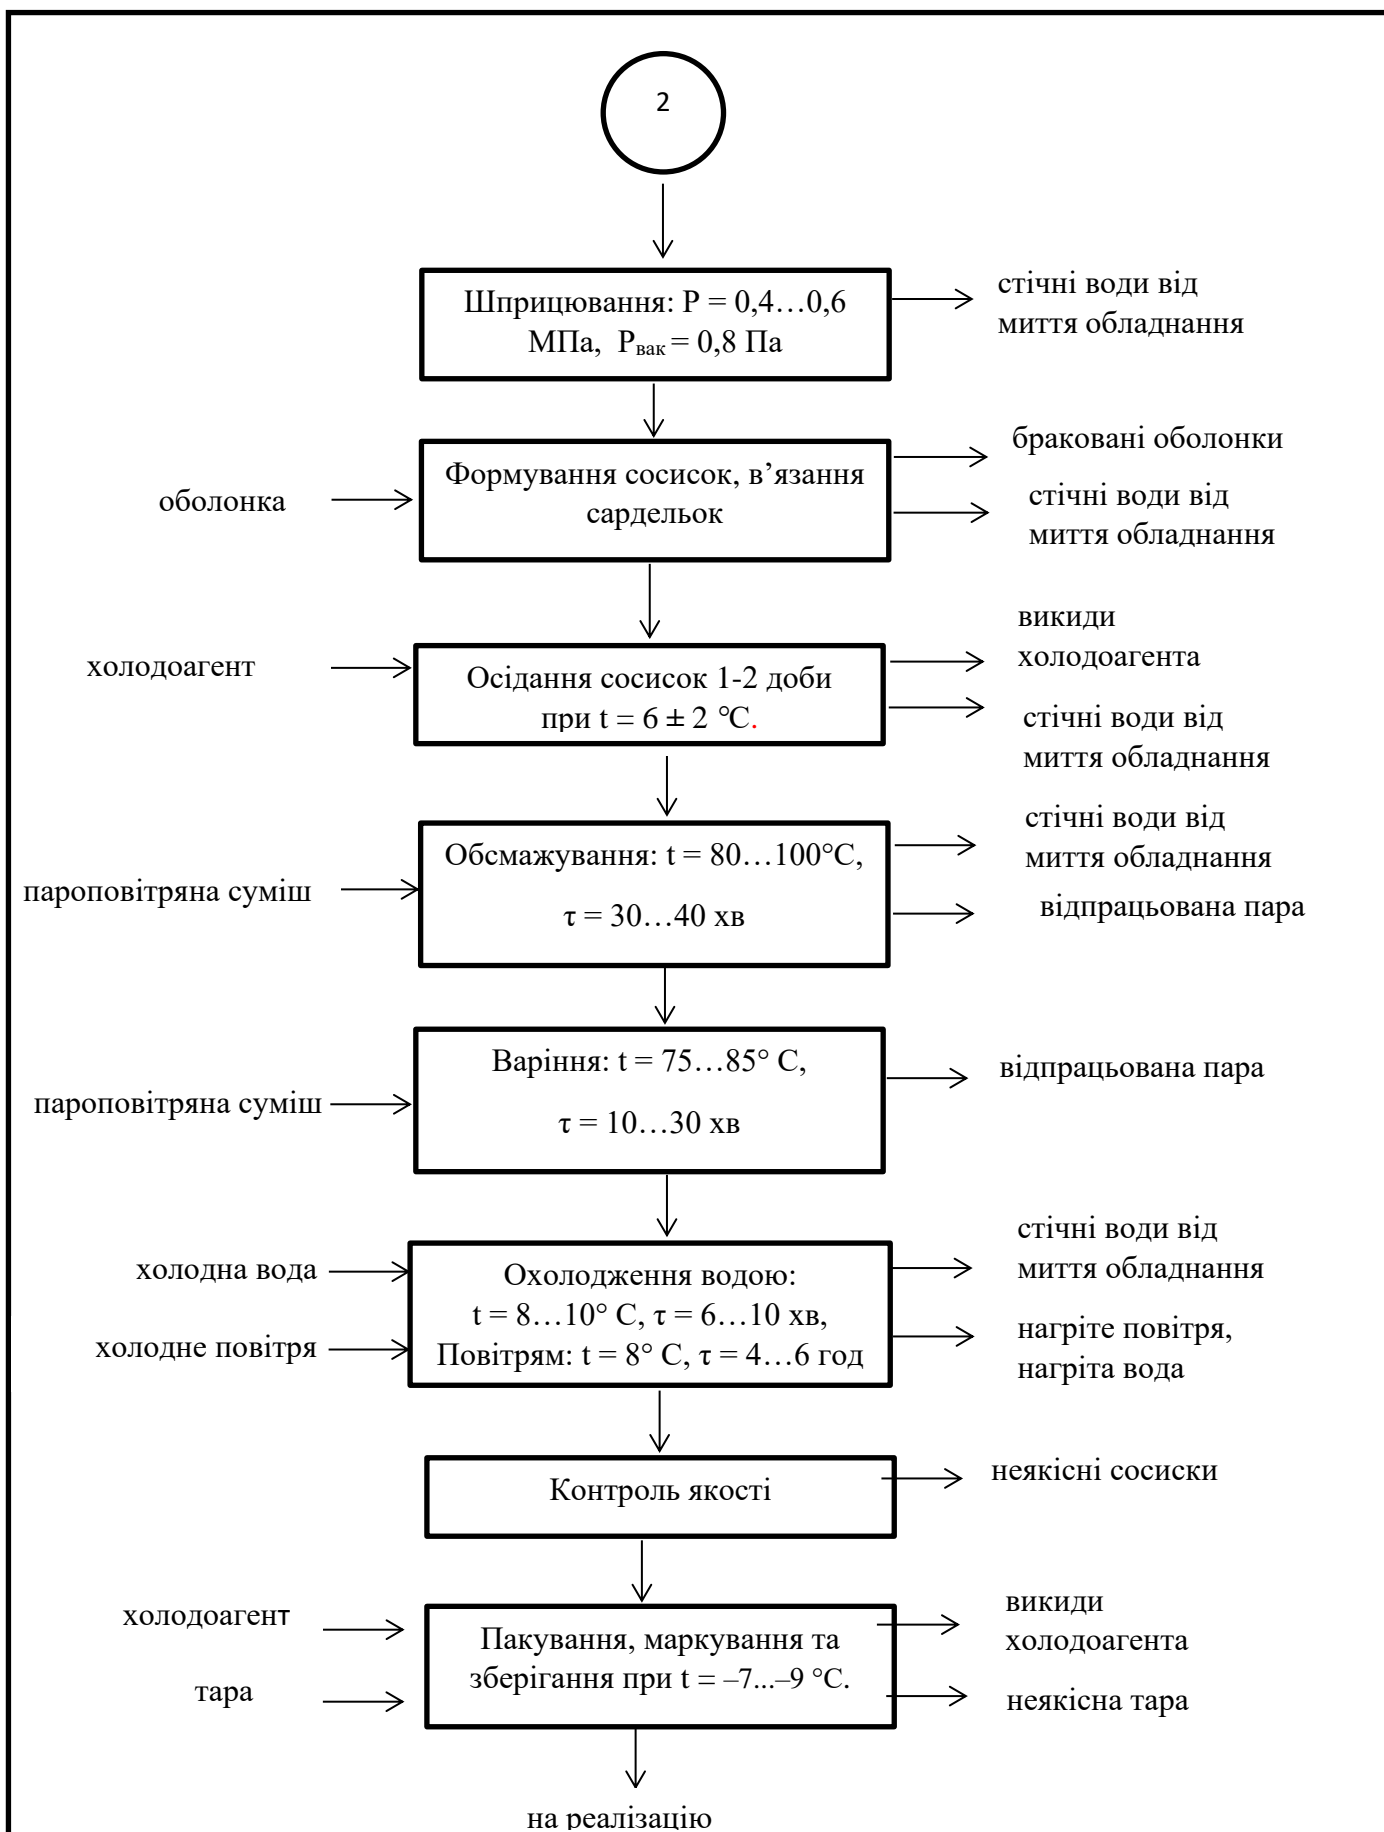 2
Шприцювання: P = 0,4…0,6
МПа, Pвак = 0,8 Па
стічні води від
миття обладнання
оболонка
Формування сосисок, в’язання
сардельок
браковані оболонки
стічні води від
миття обладнання
холодоагент
Осідання сосисок 1-2 доби
при t = 6 ± 2 ℃.
викиди
холодоагента
стічні води від
миття обладнання
пароповітряна суміш
Обсмажування: t = 80…100°С,
τ = 30…40 хв
стічні води від
миття обладнання
відпрацьована пара
пароповітряна суміш
Варіння: t = 75…85° С,
τ = 10…30 хв
відпрацьована пара
холодна вода
холодне повітря
Охолодження водою:
t = 8…10° С, τ = 6…10 хв,
Повітрям: t = 8° С, τ = 4…6 год
стічні води від
миття обладнання
нагріте повітря,
нагріта вода
Контроль якості
неякісні сосиски
холодоагент
тара
Пакування, маркування та
зберігання при t = –7...–9 °С.
викиди
холодоагента
неякісна тара
на реалізацію